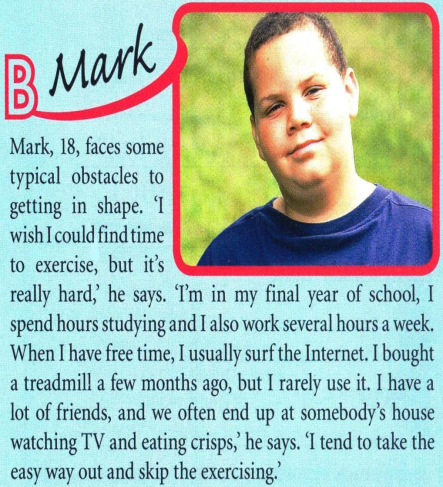 B Mark
Mark, 18, faces some
typical obstacles to
getting in shape. ‘I
wish I could find time
to exercise, but it’s
really hard,’ he says. ‘I’m in my final year of school, I
spend hours studying and I also work several hours a week.
When I have free time, I usually surf the Internet. I bought
a treadmill a few months ago, but I rarely use it. I have a
lot of friends, and we often end up at somebody’s house
watching TV and eating crisps,’ he says. ‘I tend to take the
easy way out and skip the exercising.’